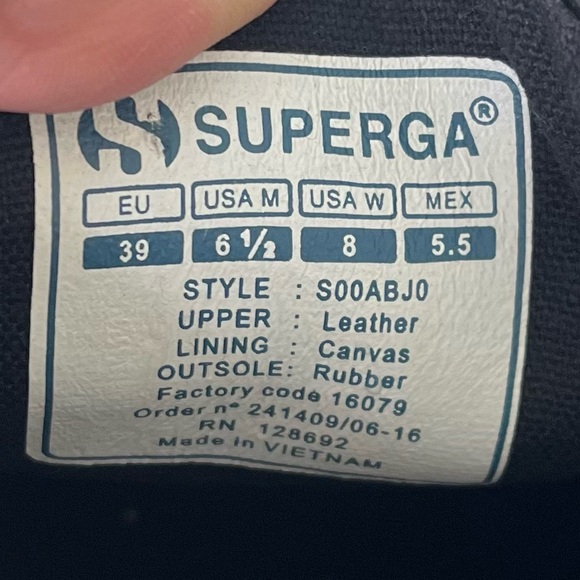 SUPERGA®
EU USA M USA W MEX
39 6 1/2 8 5.5
STYLE : S00ABJ0
UPPER : Leather
LINING : Canvas
OUTSOLE: Rubber
Factory code 16079
Order n° 241409/06-16
RN 128692
Made in VIETNAM